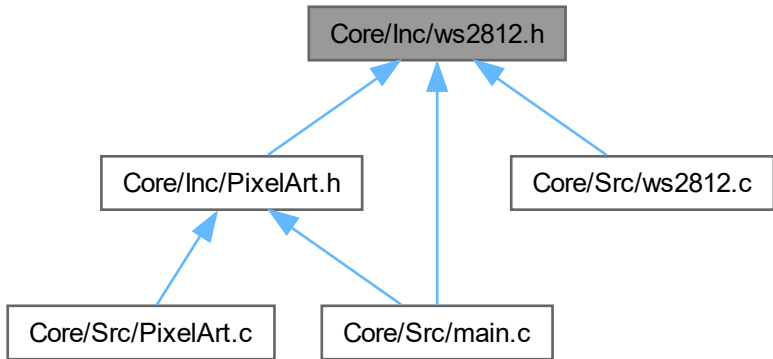 Core/Inc/ws2812.h
Core/Inc/PixelArt.h
Core/Src/ws2812.c
Core/Src/PixelArt.c
Core/Src/main.c